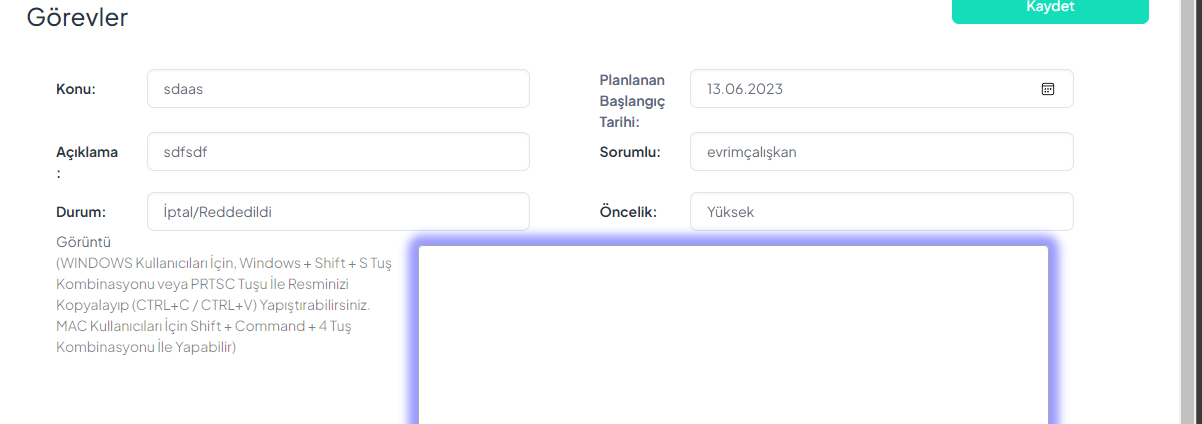 Görevler
Kaydet
Konu:
sdaas
Planlanan
Başlangıç
Tarihi:
13.06.2023
Açıklama
:
sdfsdf
Sorumlu:
evrimçalışkan
Durum:
İptal/Reddedildi
Öncelik:
Yüksek
Görüntü
(WINDOWS Kullanıcıları İçin, Windows + Shift + S Tuş
Kombinasyonu veya PRTSC Tuşu İle Resminizi
Kopyalayıp (CTRL+C / CTRL+V) Yapıştırabilirsiniz.
MAC Kullanıcıları İçin Shift + Command + 4 Tuş
Kombinasyonu İle Yapabilir)